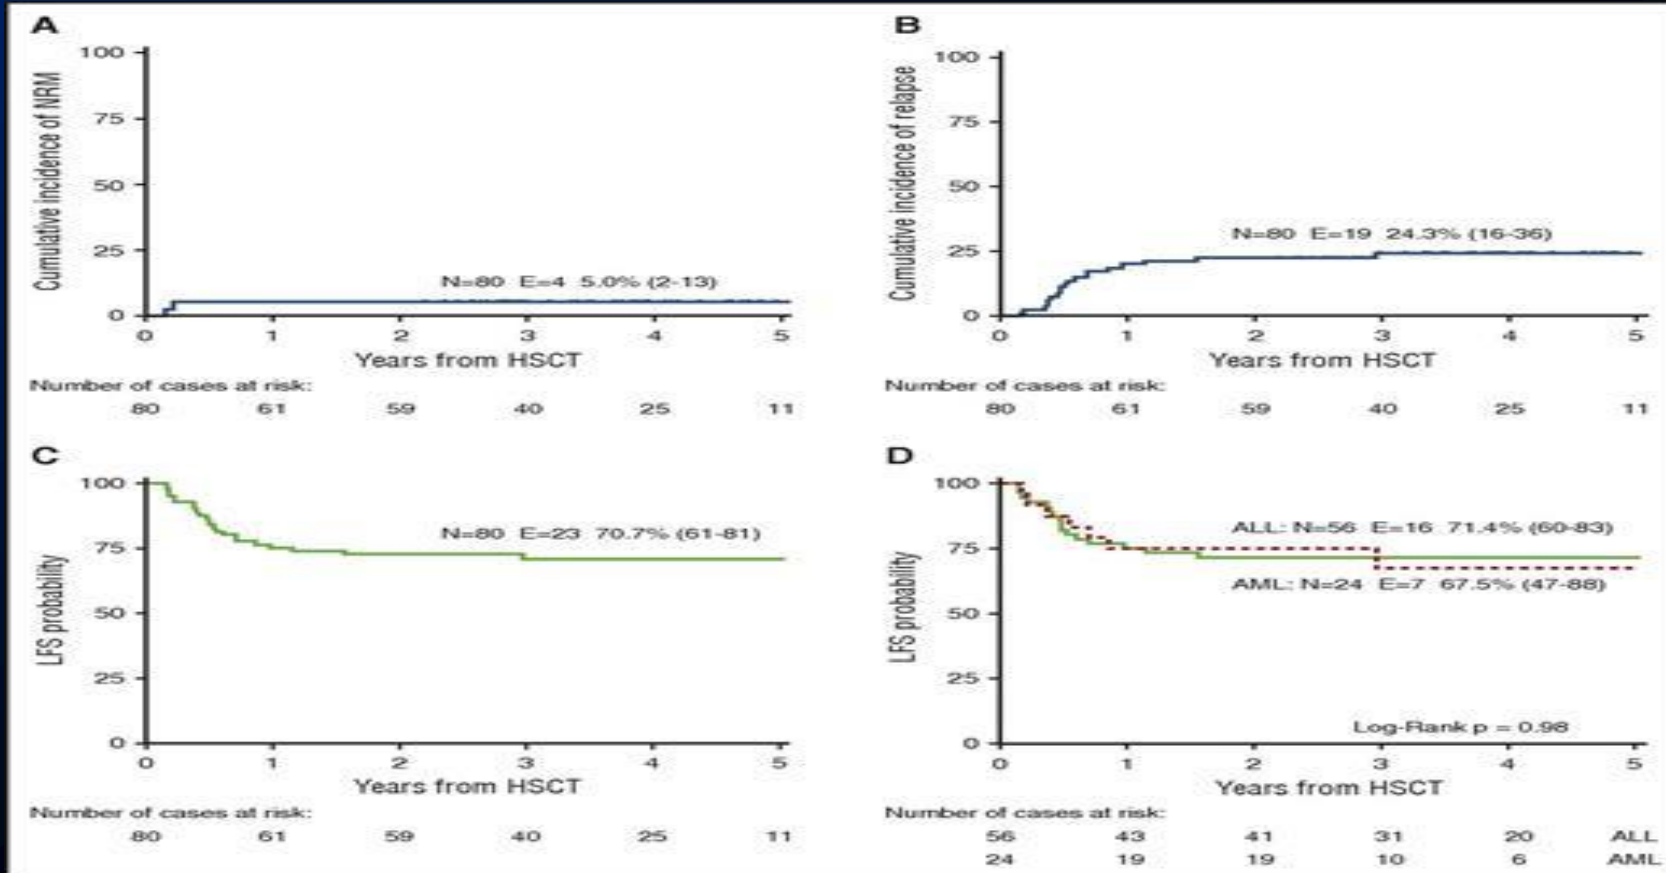 A
Cumulative incidence of NRM
100
75
50
25
0
N=80 E=4 5.0% (2-13)
0 1 2 3 4 5
Years from HSCT
Number of cases at risk:
80 61 59 40 25 11
B
Cumulative incidence of relapse
100
75
50
25
0
N=80 E=19 24.3% (16-36)
0 1 2 3 4 5
Years from HSCT
Number of cases at risk:
80 61 59 40 25 11
C
LFS probability
100
75
50
25
0
N=80 E=23 70.7% (61-81)
0 1 2 3 4 5
Years from HSCT
Number of cases at risk:
80 61 59 40 25 11
D
LFS probability
100
75
50
25
0
ALL: N=56 E=16 71.4% (60-83)
AML: N=24 E=7 67.5% (47-88)
Log-Rank p = 0.98
0 1 2 3 4 5
Years from HSCT
Number of cases at risk:
56 43 41 31 20 ALL
24 19 19 10 6 AML